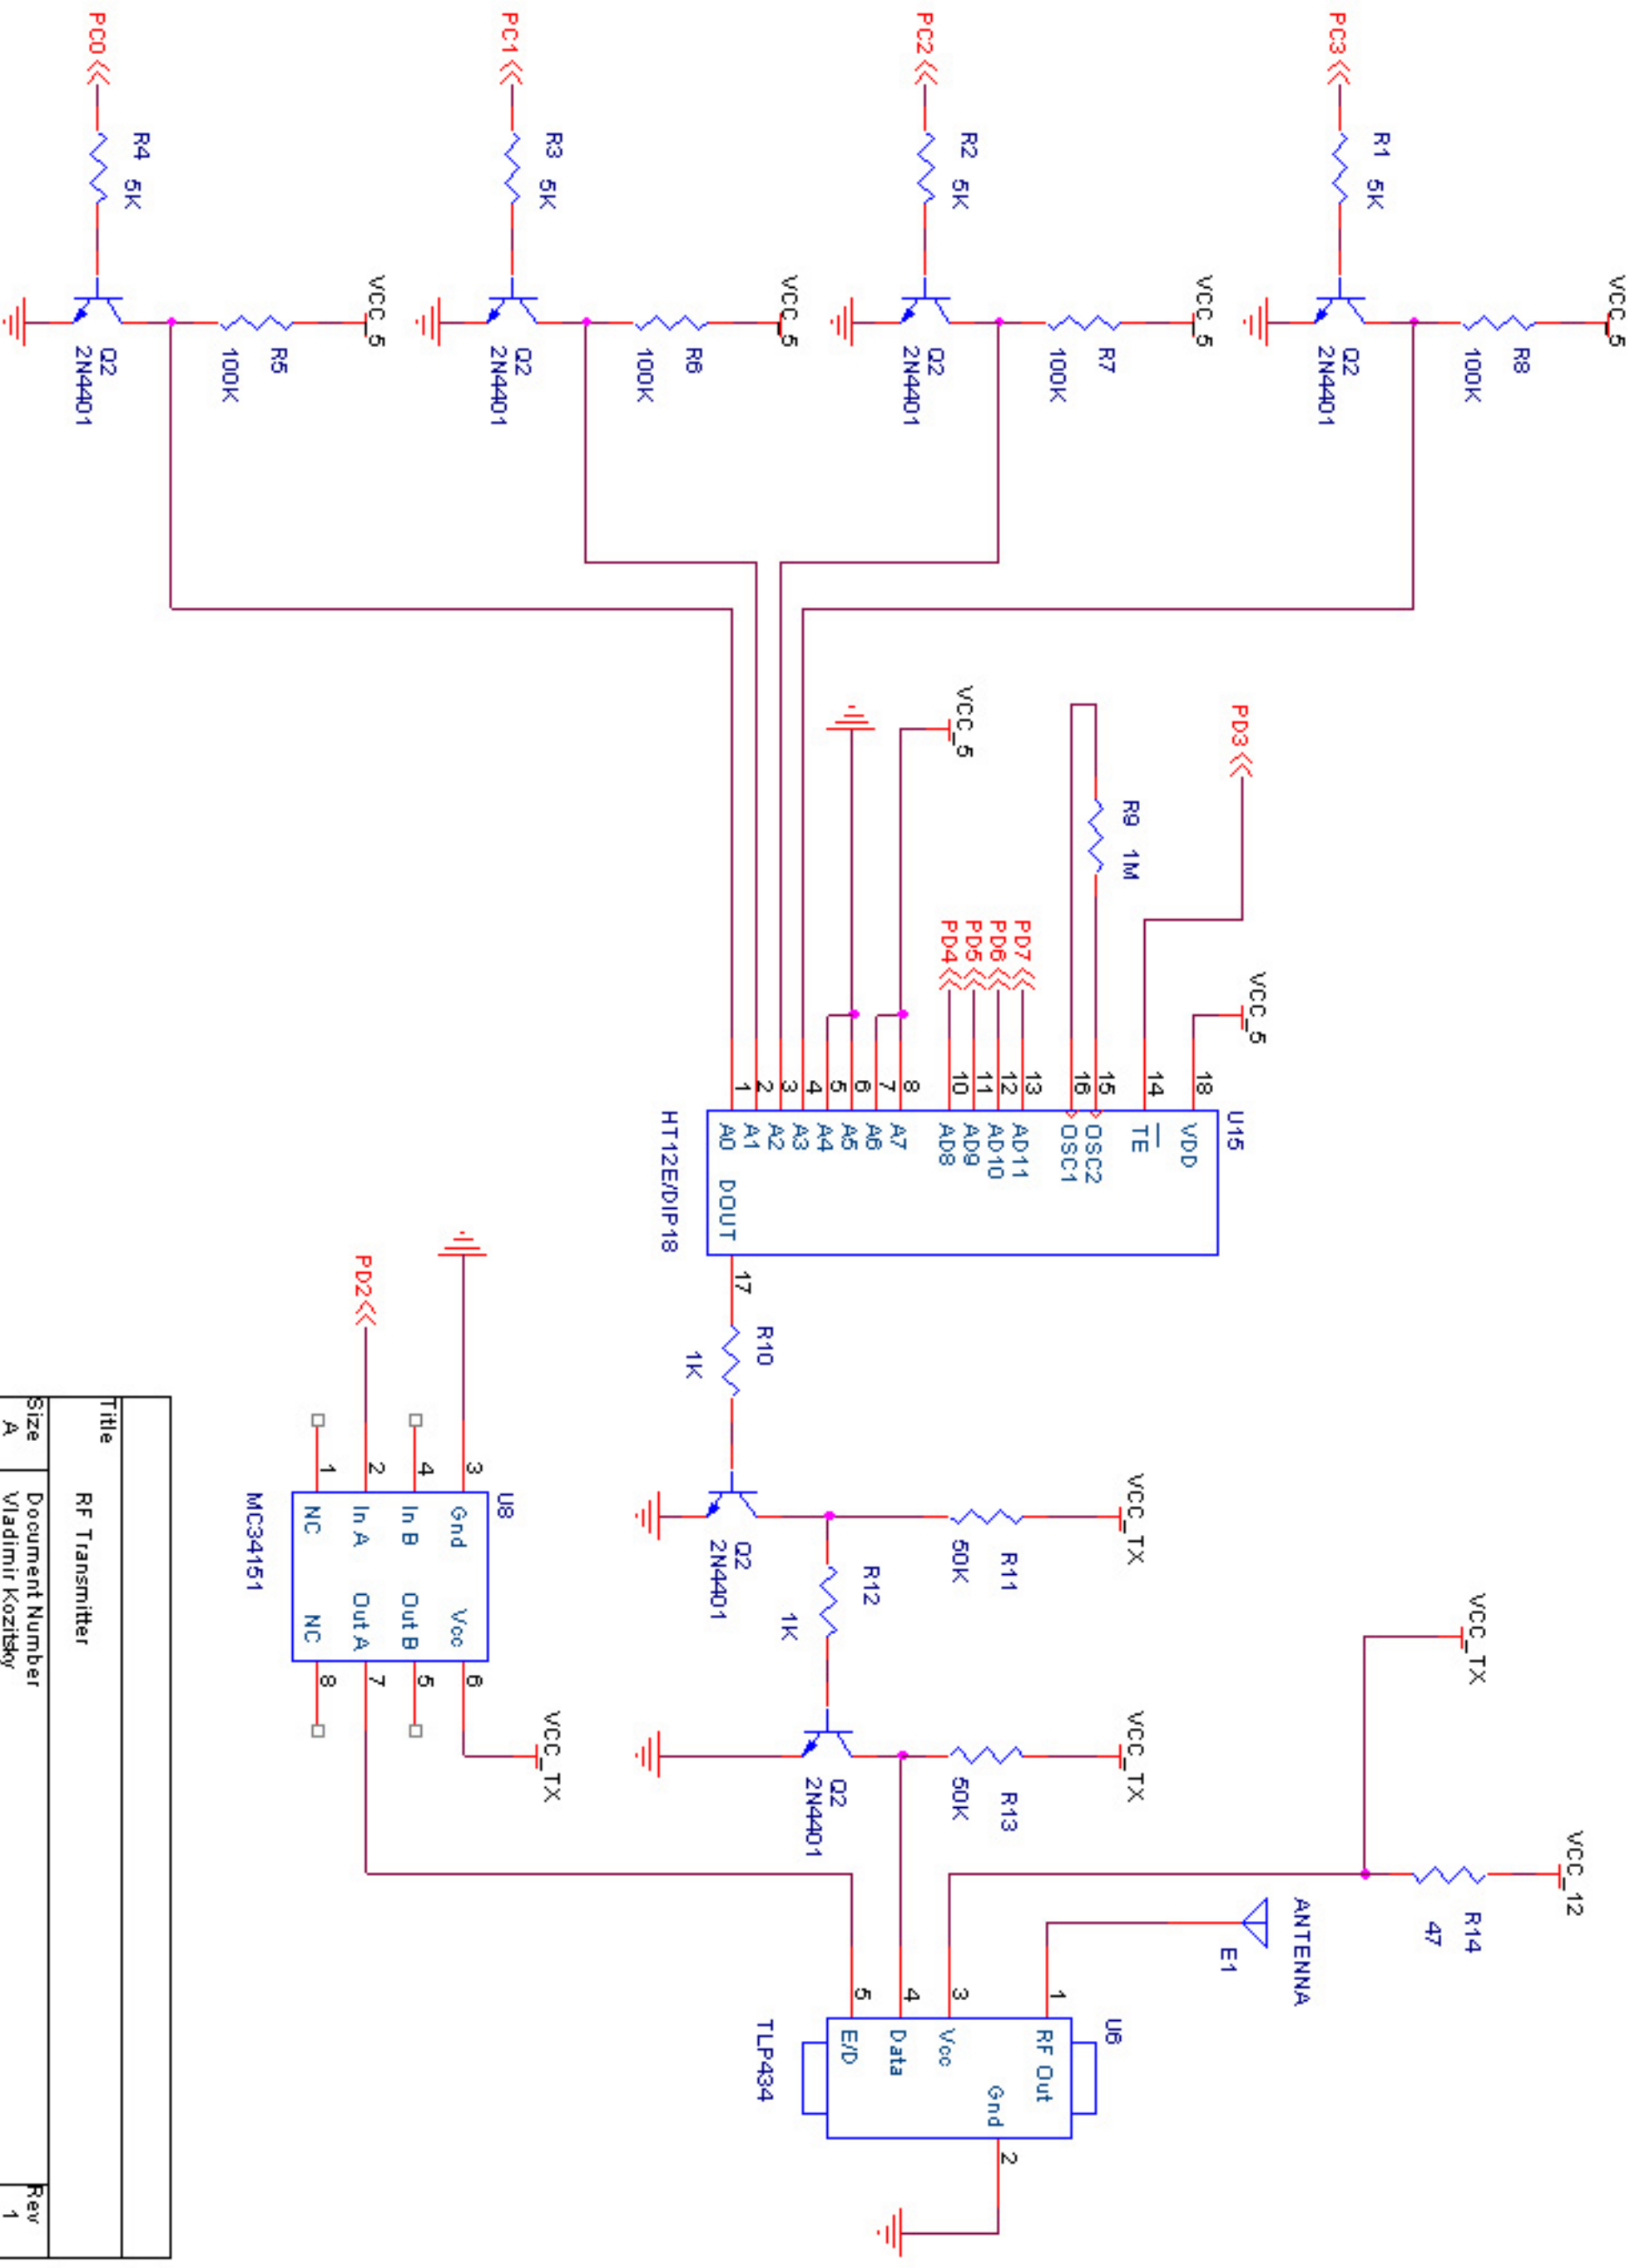 VCC_5
R8
100K
PC3
R1 5K
Q2
2N4401
VCC_5
R7
100K
PC2
R2 5K
Q2
2N4401
VCC_5
R6
100K
PC1
R3 5K
Q2
2N4401
VCC_5
R5
100K
PC0
R4 5K
Q2
2N4401
PD3
R9 1M
VCC_5
VCC_5
PD7
PD6
PD5
PD4
U15
18 VDD
14 TE
15 OSC2
16 OSC1
13 AD11
12 AD10
11 AD9
10 AD8
8 A7
7 A6
6 A5
5 A4
4 A3
3 A2
2 A1
1 A0
DOUT 17
HT12E/DIP18
R10
1K
VCC_TX
R11
50K
Q2
2N4401
R12
1K
VCC_TX
R13
50K
Q2
2N4401
VCC_TX
VCC_12
R14
47
ANTENNA
E1
U6
1 RF Out
Gnd 2
3 Vcc
4 Data
5 E/D
TLP434
PD2
U8
3 Gnd Vcc 6
4 In B Out B 5
2 In A Out A 7
1 NC NC 8
MC34151
VCC_TX
Title
RF Transmitter
Size Document Number Rev
A Vladimir Kozitsky 1